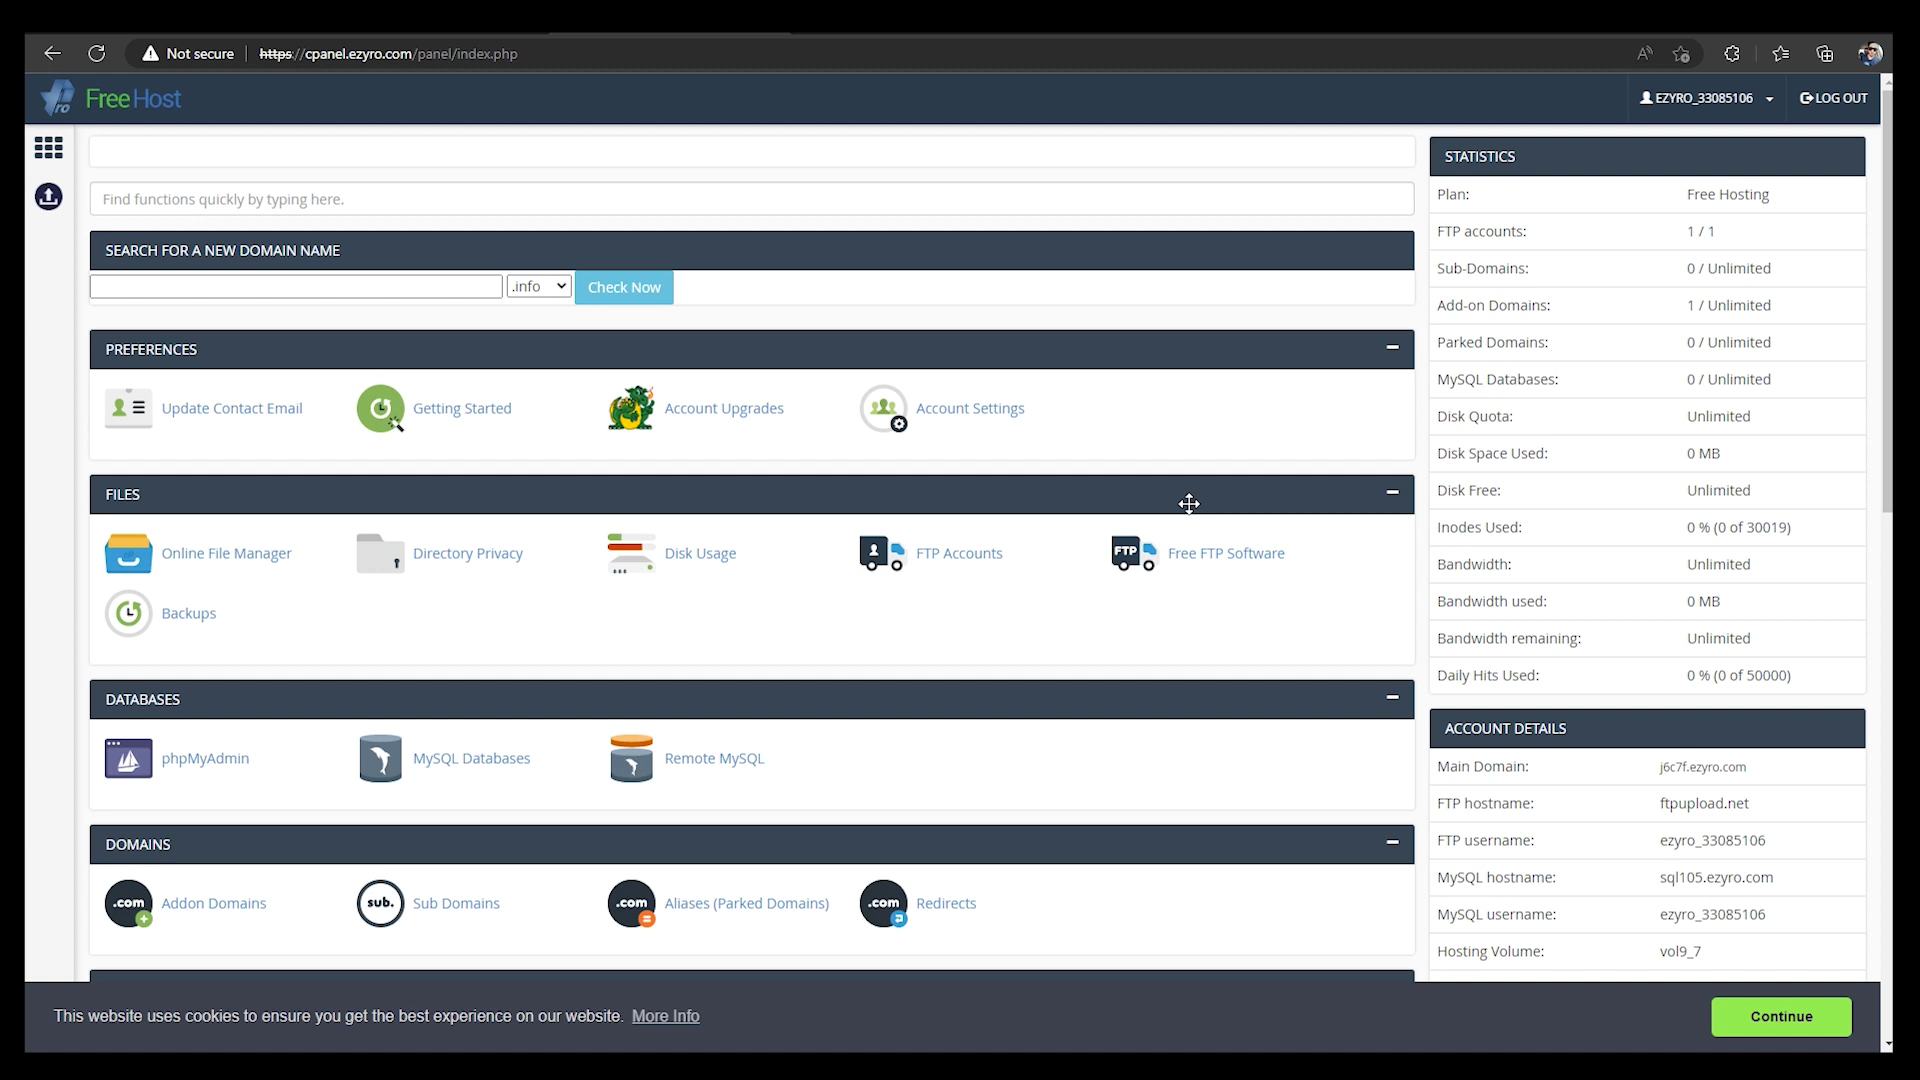 Not secure
https://cpanel.ezyro.com/panel/index.php
pro
FreeHost
EZYRO_33085106
LOG OUT
Find functions quickly by typing here.
SEARCH FOR A NEW DOMAIN NAME
.info
Check Now
PREFERENCES
Update Contact Email
Getting Started
Account Upgrades
Account Settings
FILES
Online File Manager
Directory Privacy
Disk Usage
FTP Accounts
FTP
Free FTP Software
Backups
DATABASES
phpMyAdmin
MySQL Databases
Remote MySQL
DOMAINS
.com
Addon Domains
sub.
Sub Domains
.com
Aliases (Parked Domains)
.com
Redirects
STATISTICS
Plan: Free Hosting
FTP accounts: 1 / 1
Sub-Domains: 0 / Unlimited
Add-on Domains: 1 / Unlimited
Parked Domains: 0 / Unlimited
MySQL Databases: 0 / Unlimited
Disk Quota: Unlimited
Disk Space Used: 0 MB
Disk Free: Unlimited
Inodes Used: 0 % (0 of 30019)
Bandwidth: Unlimited
Bandwidth used: 0 MB
Bandwidth remaining: Unlimited
Daily Hits Used: 0 % (0 of 50000)
ACCOUNT DETAILS
Main Domain: j6c7f.ezyro.com
FTP hostname: ftpupload.net
FTP username: ezyro_33085106
MySQL hostname: sql105.ezyro.com
MySQL username: ezyro_33085106
Hosting Volume: vol9_7
This website uses cookies to ensure you get the best experience on our website. More Info
Continue